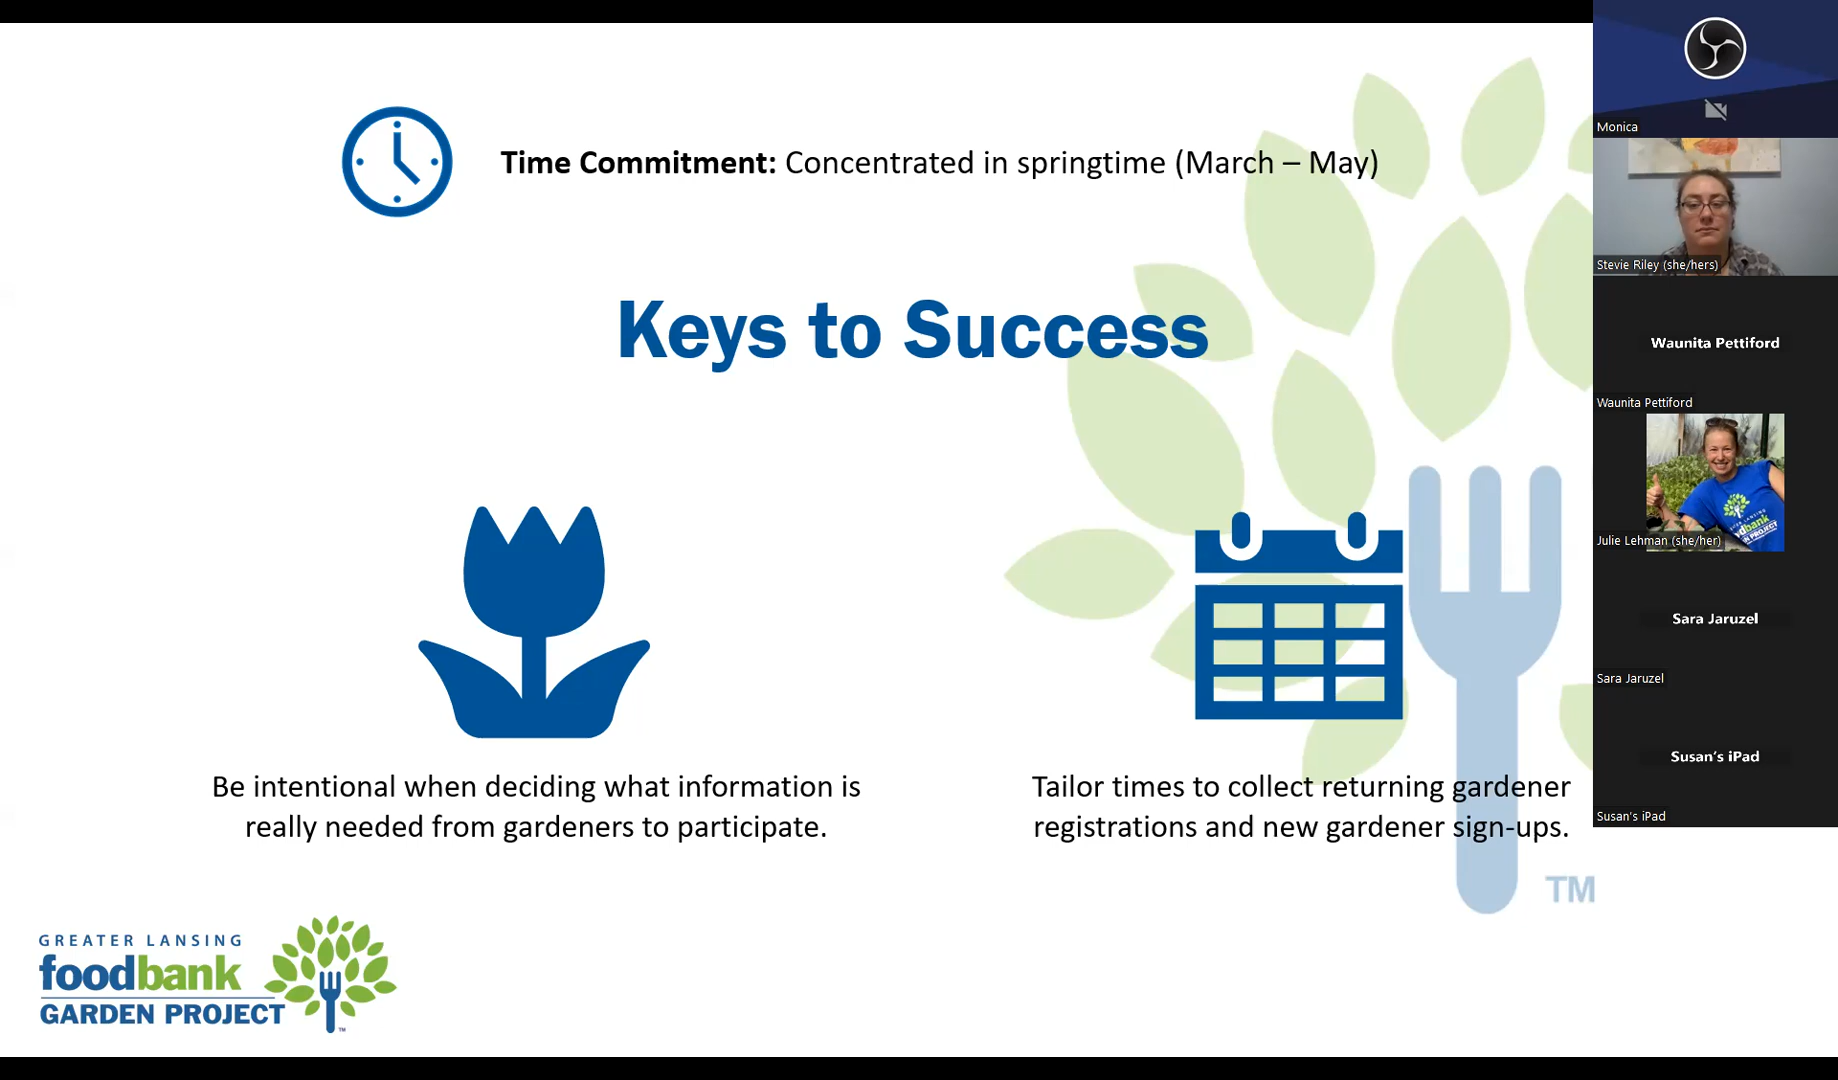 Time Commitment: Concentrated in springtime (March – May)
Keys to Success
Be intentional when deciding what information is
really needed from gardeners to participate.
Tailor times to collect returning gardener
registrations and new gardener sign-ups.
TM
GREATER LANSING
foodbank
GARDEN PROJECT
TM
Monica
Stevie Riley (she/hers)
Waunita Pettiford
Waunita Pettiford
Julie Lehman (she/her)
Sara Jaruzel
Sara Jaruzel
Susan's iPad
Susan's iPad